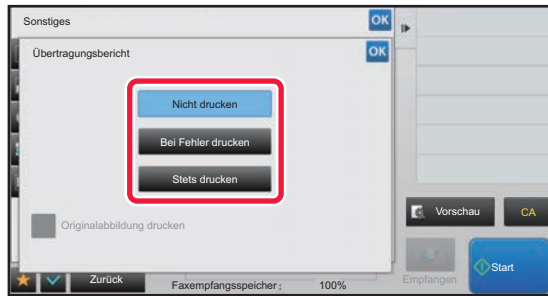 Sonstiges
OK
Übertragungsbericht
OK
Nicht drucken
Bei Fehler drucken
Stets drucken
Originalabbildung drucken
Vorschau
CA
Empfangen
Start
Zurück
Faxempfangsspeicher: 100%